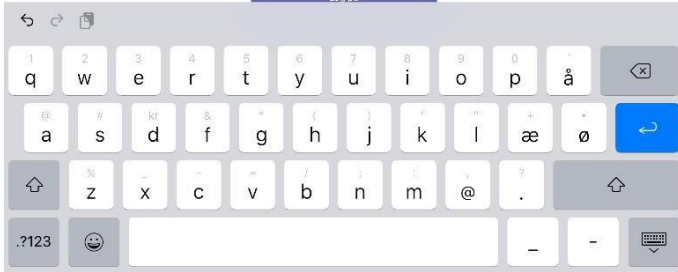 1 2 3 4 5 6 7 8 9 0
q w e r t y u i o p å
@ # kr & * ( ) ' " + •
a s d f g h j k l æ ø
% _ - = / ; : , ?
z x c v b n m @ .
.?123 _ -